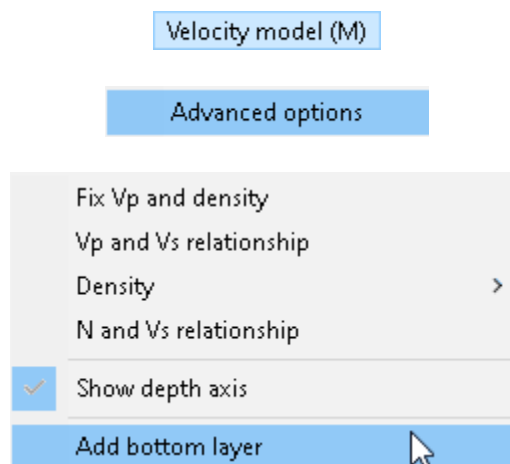 Velocity model (M)
Advanced options
Fix Vp and density
Vp and Vs relationship
Density
N and Vs relationship
Show depth axis
Add bottom layer